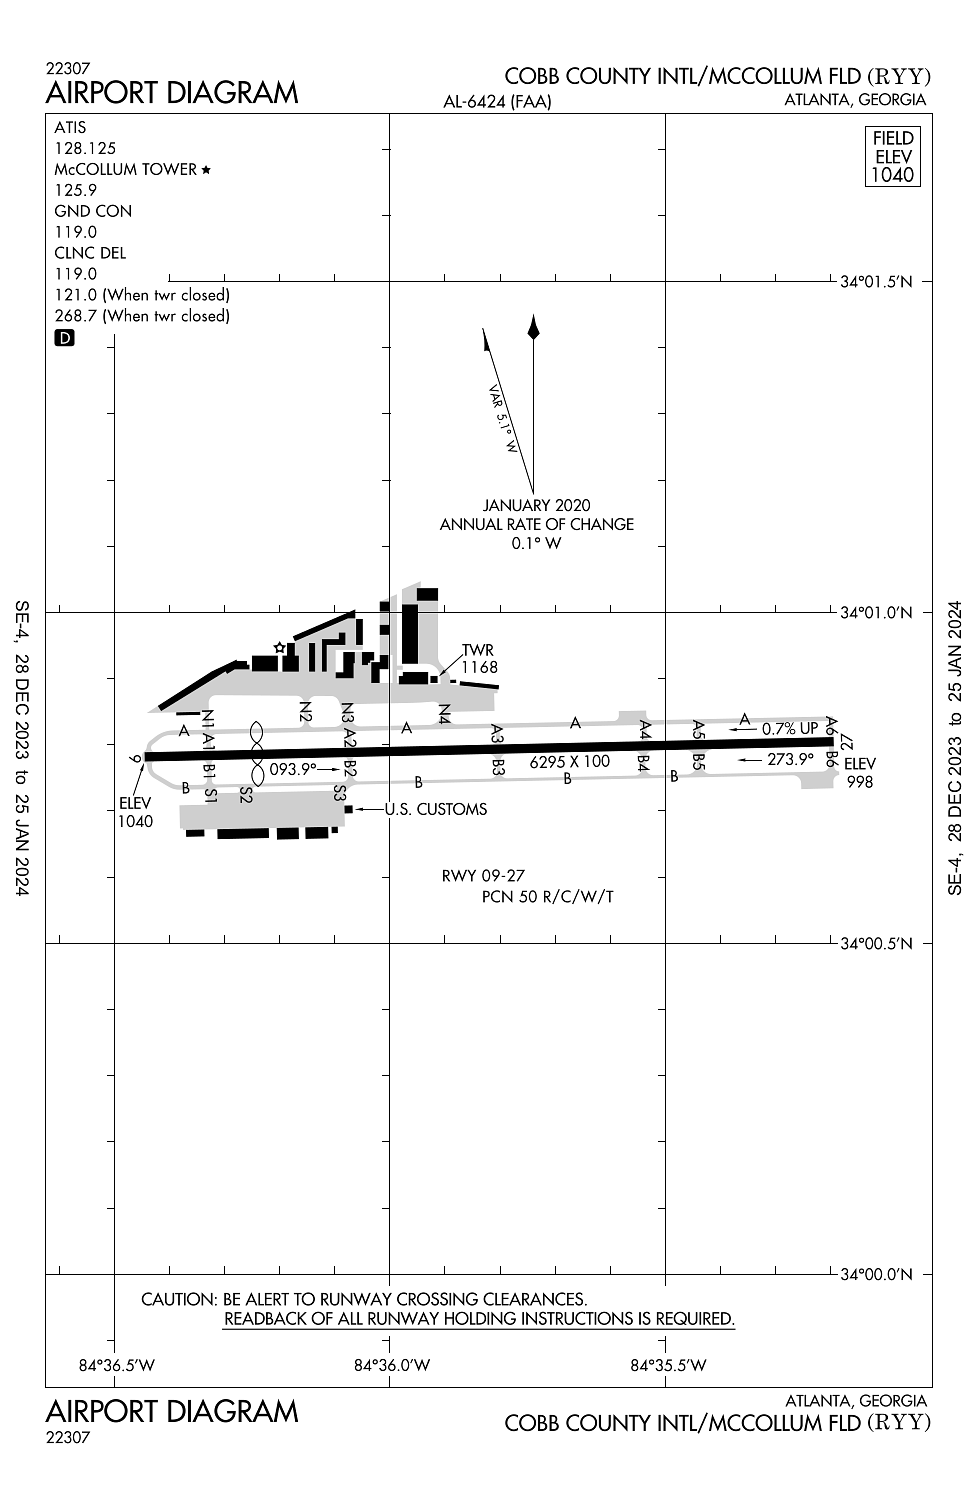 22307
AIRPORT DIAGRAM
COBB COUNTY INTL/MCCOLLUM FLD (RYY)
AL-6424 (FAA)
ATLANTA, GEORGIA
ATIS
128.125
McCOLLUM TOWER ★
125.9
GND CON
119.0
CLNC DEL
119.0
121.0 (When twr closed)
268.7 (When twr closed)
D
FIELD
ELEV
1040
34°01.5'N
VAR 5.1° W
JANUARY 2020
ANNUAL RATE OF CHANGE
0.1° W
34°01.0'N
SE-4, 28 DEC 2023 to 25 JAN 2024
SE-4, 28 DEC 2023 to 25 JAN 2024
TWR
1168
N1
N2
N3
N4
A
A
A
A
A1
A2
A3
A4
A5
A6
0.7% UP
9
27
093.9°
6295 X 100
273.9°
B1
B2
B3
B4
B5
B6
B
B
B
B
S1
S2
S3
ELEV
1040
ELEV
998
U.S. CUSTOMS
RWY 09-27
PCN 50 R/C/W/T
34°00.5'N
34°00.0'N
CAUTION: BE ALERT TO RUNWAY CROSSING CLEARANCES.
READBACK OF ALL RUNWAY HOLDING INSTRUCTIONS IS REQUIRED.
84°36.5'W
84°36.0'W
84°35.5'W
AIRPORT DIAGRAM
22307
ATLANTA, GEORGIA
COBB COUNTY INTL/MCCOLLUM FLD (RYY)